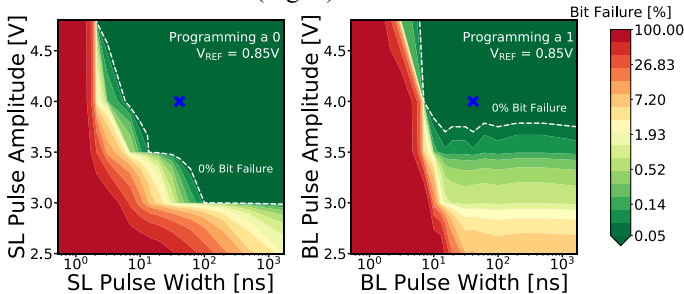 Bit Failure [%]
Programming a 0
V_REF = 0.85V
0% Bit Failure
SL Pulse Amplitude [V]
4.5
4.0
3.5
3.0
2.5
10^0
10^1
10^2
10^3
SL Pulse Width [ns]
Programming a 1
V_REF = 0.85V
0% Bit Failure
BL Pulse Amplitude [V]
4.5
4.0
3.5
3.0
2.5
10^0
10^1
10^2
10^3
BL Pulse Width [ns]
100.00
26.83
7.20
1.93
0.52
0.14
0.05